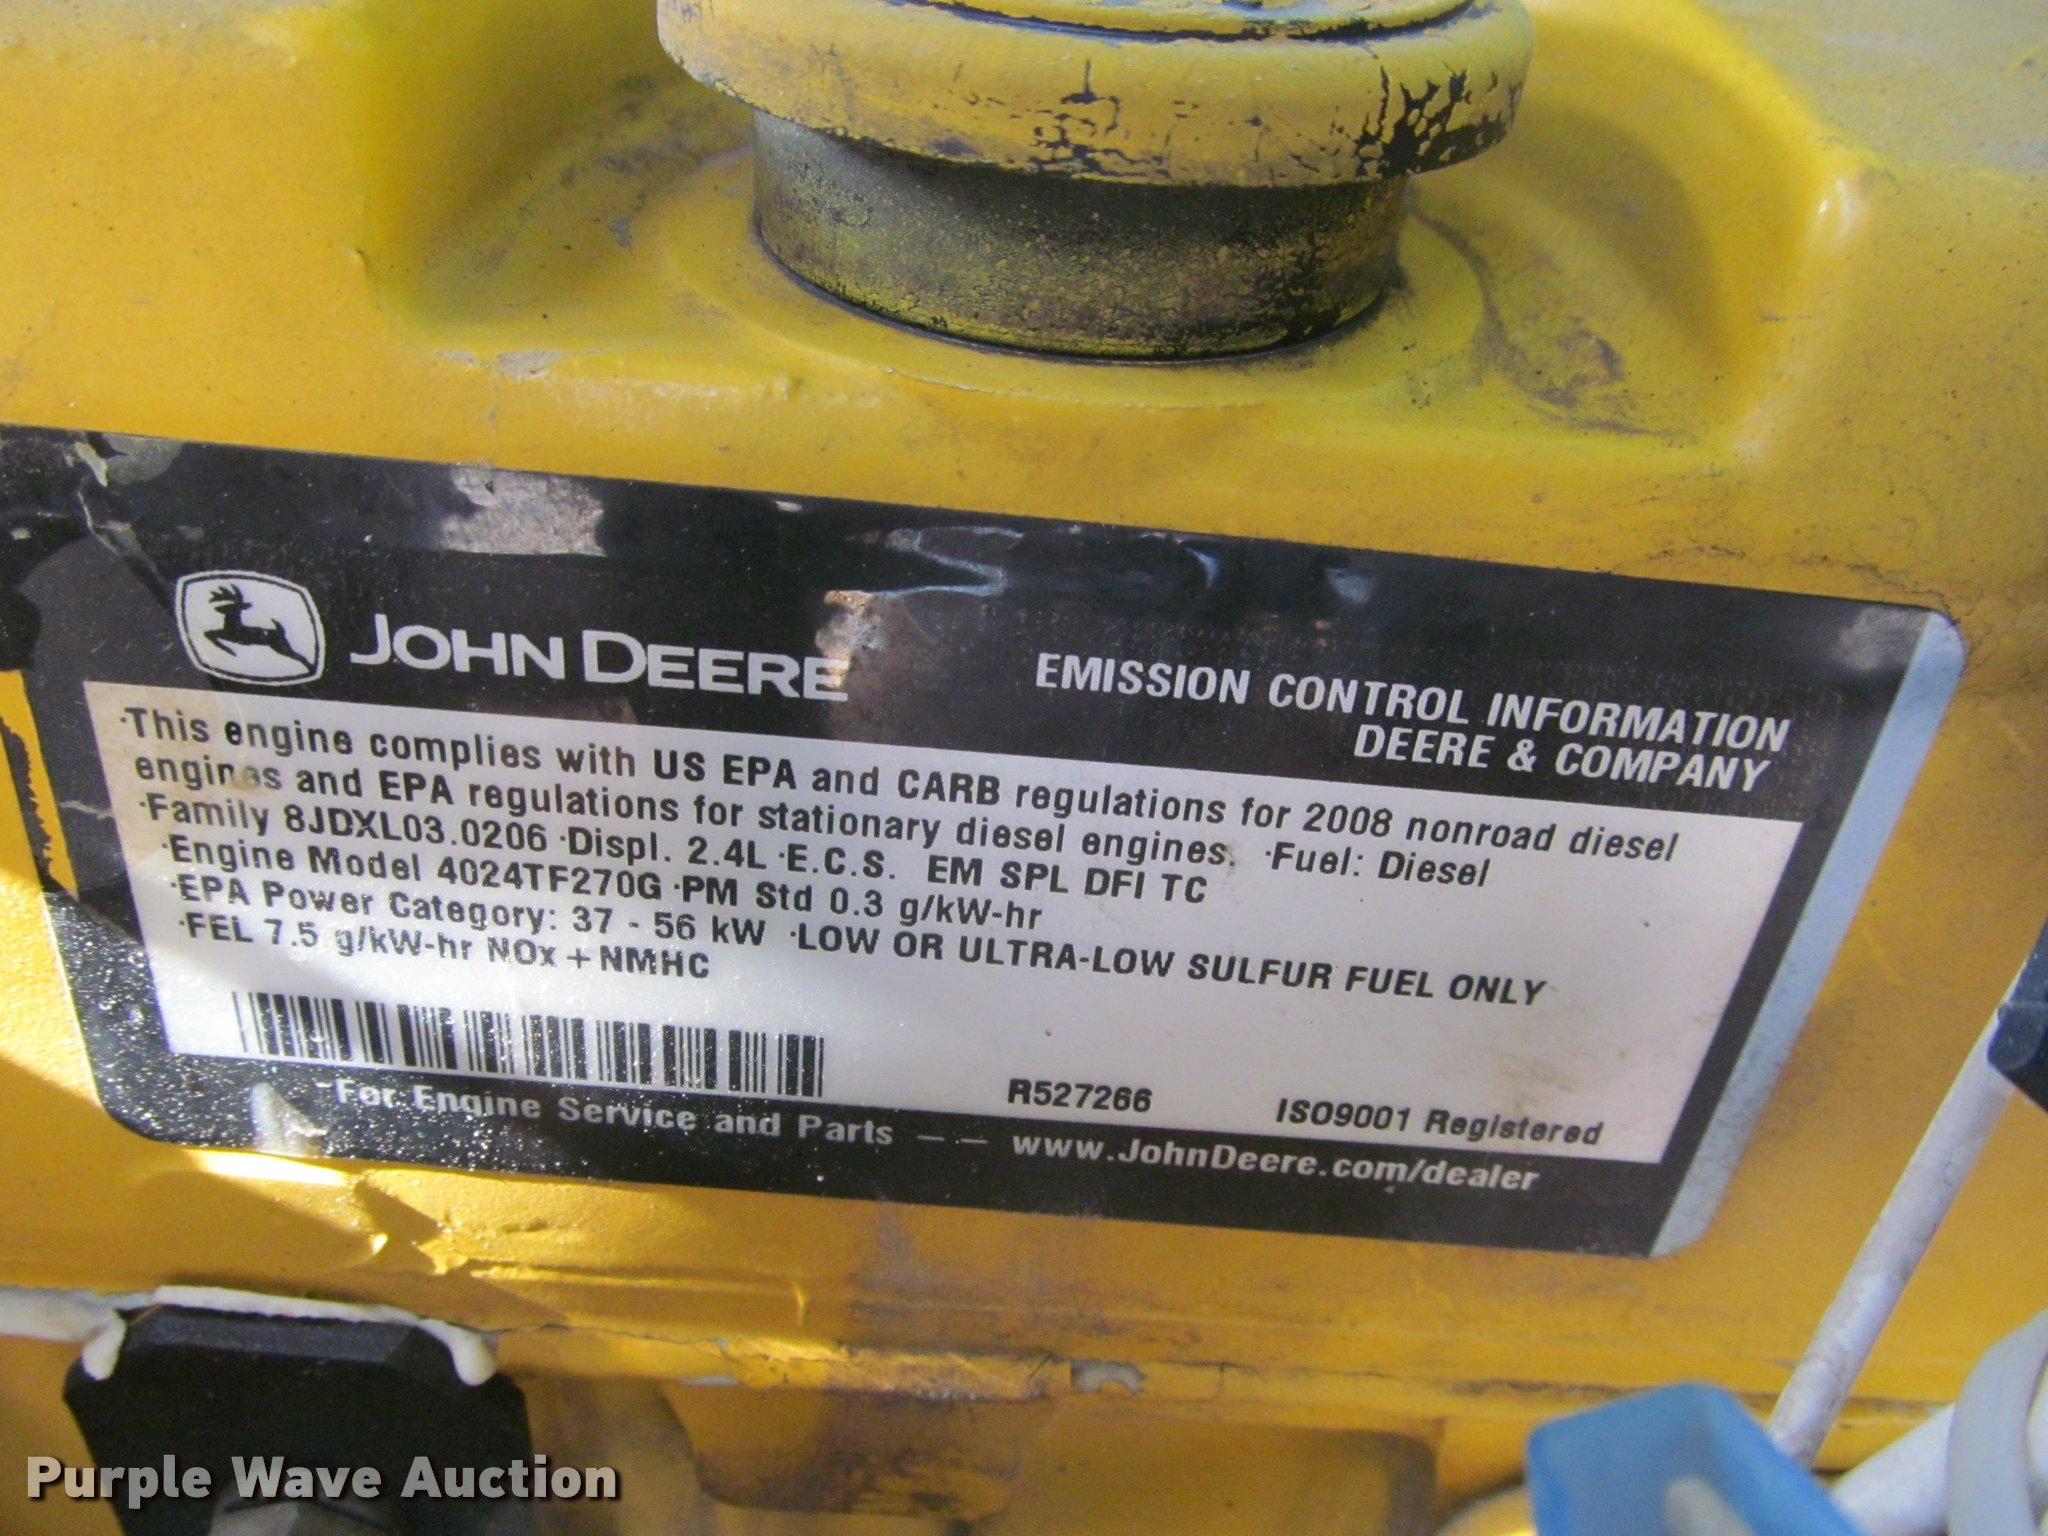 JOHN DEERE
EMISSION CONTROL INFORMATION
DEERE & COMPANY
·This engine complies with US EPA and CARB regulations for 2008 nonroad diesel
engines and EPA regulations for stationary diesel engines. ·Fuel: Diesel
·Family 8JDXL03.0206 ·Displ. 2.4L ·E.C.S. EM SPL DFI TC
·Engine Model 4024TF270G ·PM Std 0.3 g/kW-hr
·EPA Power Category: 37 - 56 kW ·LOW OR ULTRA-LOW SULFUR FUEL ONLY
·FEL 7.5 g/kW-hr NOx + NMHC
R527266 ISO9001 Registered
For Engine Service and Parts – – www.JohnDeere.com/dealer
Purple Wave Auction